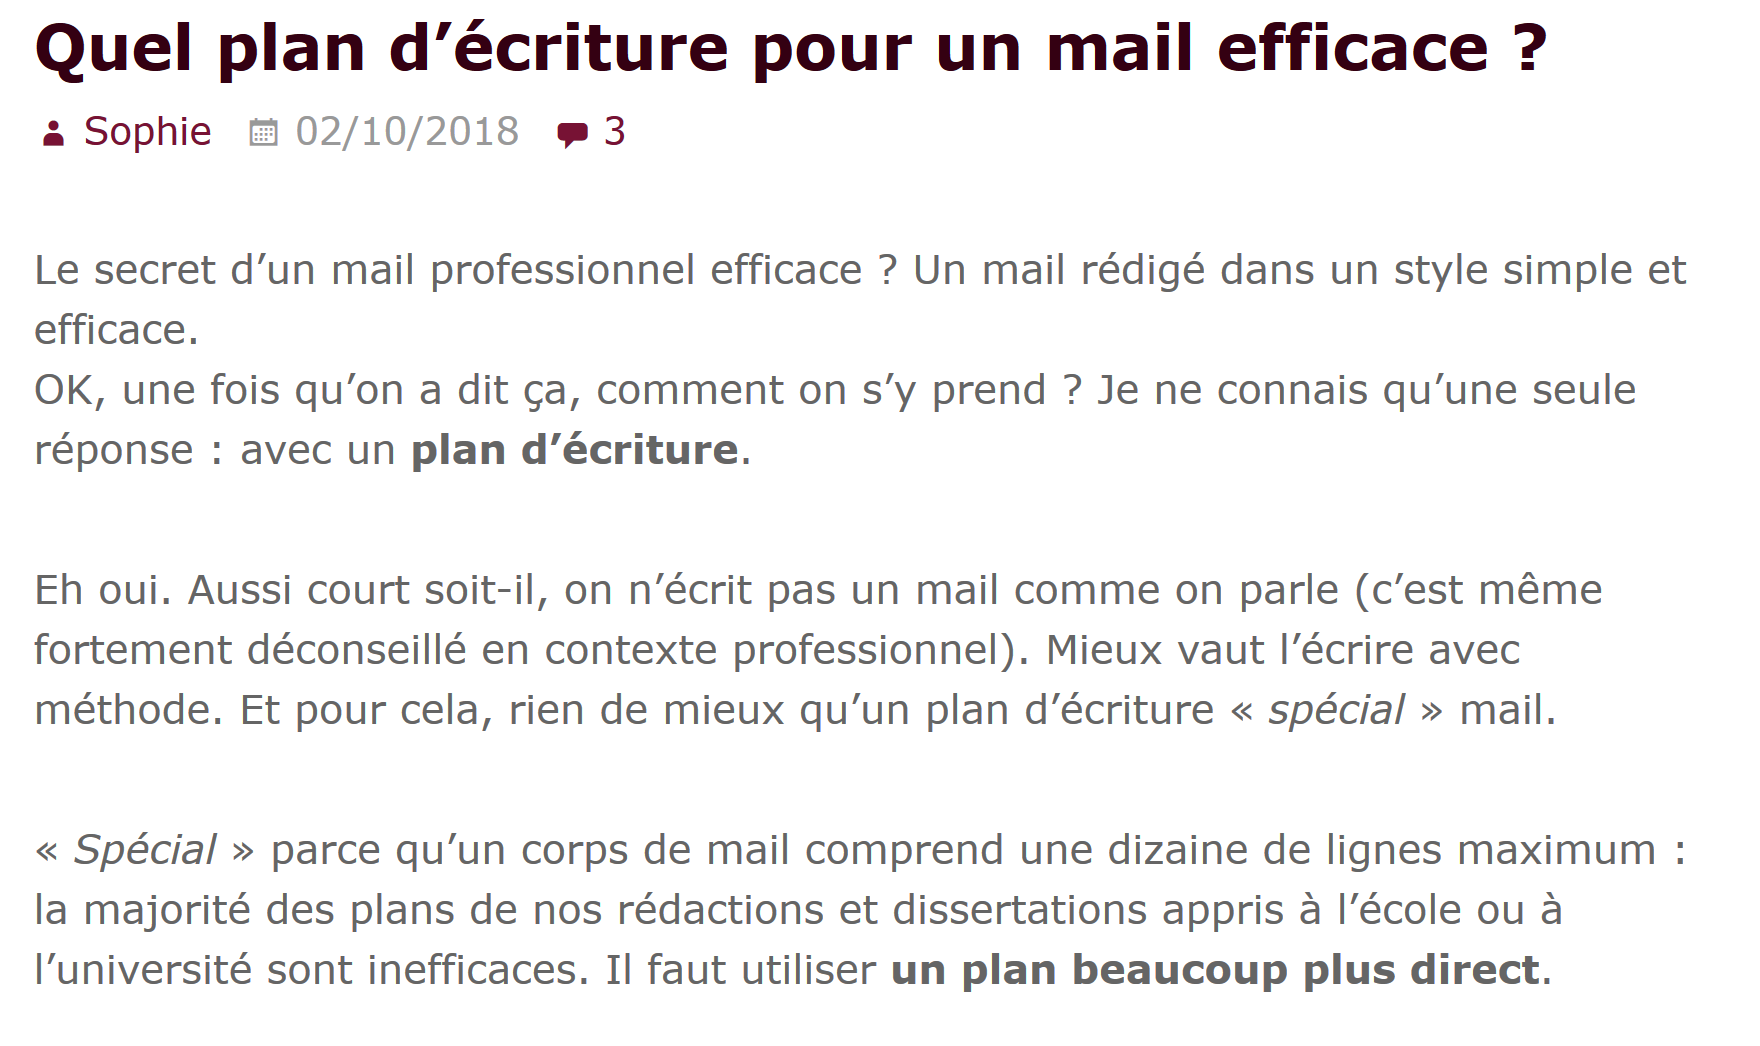 Quel plan d’écriture pour un mail efficace ?
Sophie 02/10/2018 3
Le secret d’un mail professionnel efficace ? Un mail rédigé dans un style simple et
efficace.
OK, une fois qu’on a dit ça, comment on s’y prend ? Je ne connais qu’une seule
réponse : avec un plan d’écriture.
Eh oui. Aussi court soit-il, on n’écrit pas un mail comme on parle (c’est même
fortement déconseillé en contexte professionnel). Mieux vaut l’écrire avec
méthode. Et pour cela, rien de mieux qu’un plan d’écriture « spécial » mail.
« Spécial » parce qu’un corps de mail comprend une dizaine de lignes maximum :
la majorité des plans de nos rédactions et dissertations appris à l’école ou à
l’université sont inefficaces. Il faut utiliser un plan beaucoup plus direct.